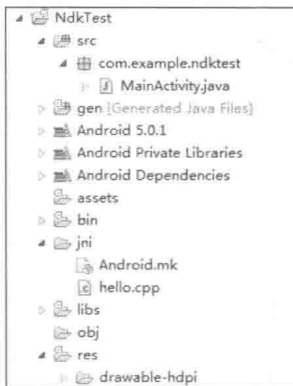 NdkTest
src
com.example.ndktest
MainActivity.java
gen [Generated Java Files]
Android 5.0.1
Android Private Libraries
Android Dependencies
assets
bin
jni
Android.mk
hello.cpp
libs
obj
res
drawable-hdpi